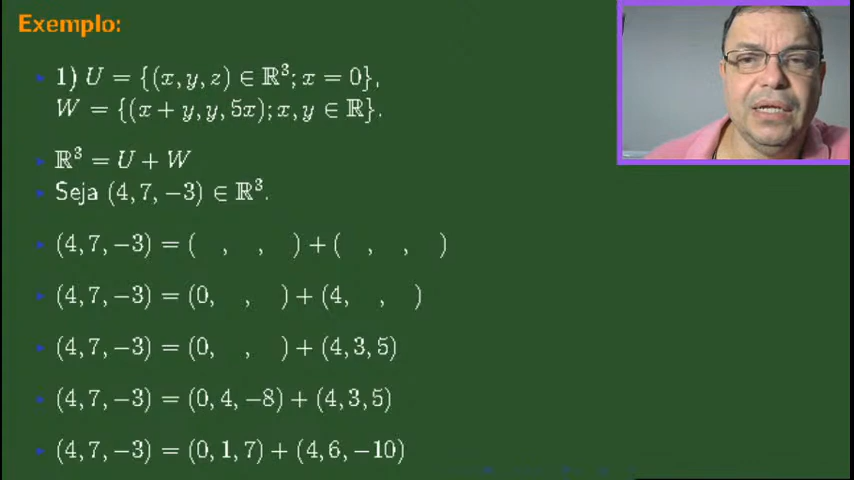 Exemplo:
1) U = {(x, y, z) ∈ ℝ³; x = 0},
W = {(x + y, y, 5x); x, y ∈ ℝ}.
ℝ³ = U + W
Seja (4, 7, −3) ∈ ℝ³.
(4, 7, −3) = ( , , ) + ( , , )
(4, 7, −3) = (0, , ) + (4, , )
(4, 7, −3) = (0, , ) + (4, 3, 5)
(4, 7, −3) = (0, 4, −8) + (4, 3, 5)
(4, 7, −3) = (0, 1, 7) + (4, 6, −10)